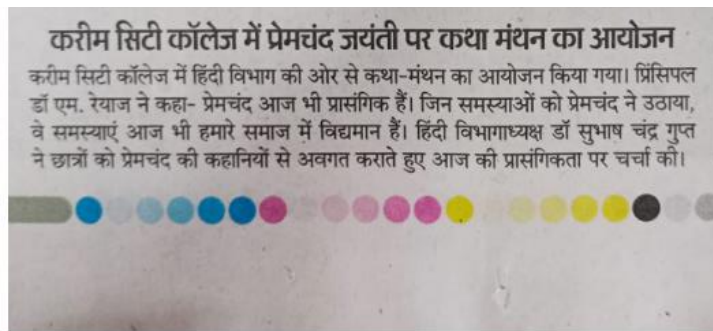 करीम सिटी कॉलेज में प्रेमचंद जयंती पर कथा मंथन का आयोजन
करीम सिटी कॉलेज में हिंदी विभाग की ओर से कथा-मंथन का आयोजन किया गया। प्रिंसिपल
डॉ एम. रेयाज ने कहा- प्रेमचंद आज भी प्रासंगिक हैं। जिन समस्याओं को प्रेमचंद ने उठाया,
वे समस्याएं आज भी हमारे समाज में विद्यमान हैं। हिंदी विभागाध्यक्ष डॉ सुभाष चंद्र गुप्त
ने छात्रों को प्रेमचंद की कहानियों से अवगत कराते हुए आज की प्रासंगिकता पर चर्चा की।